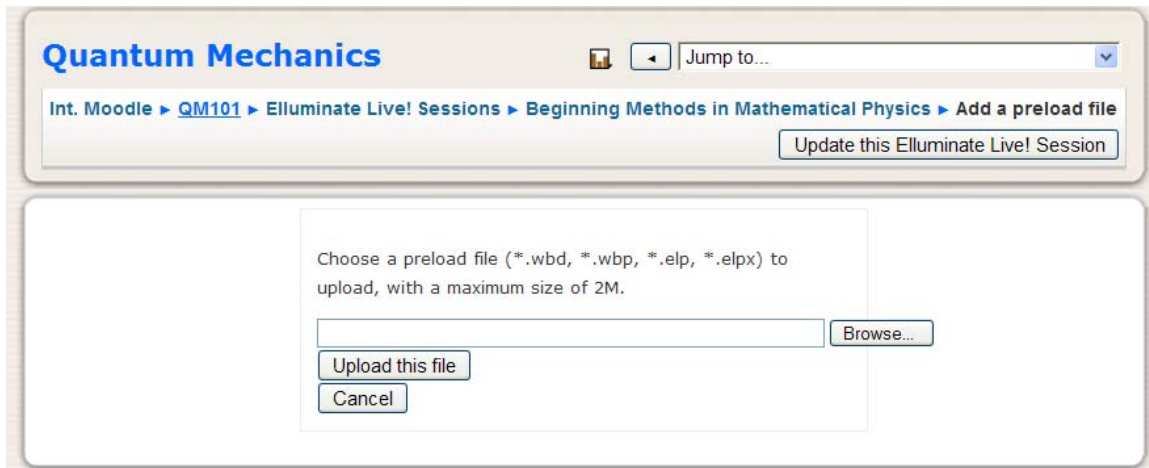 Quantum Mechanics
Jump to...
Int. Moodle ► QM101 ► Elluminate Live! Sessions ► Beginning Methods in Mathematical Physics ► Add a preload file
Update this Elluminate Live! Session
Choose a preload file (*.wbd, *.wbp, *.elp, *.elpx) to
upload, with a maximum size of 2M.
Browse...
Upload this file
Cancel